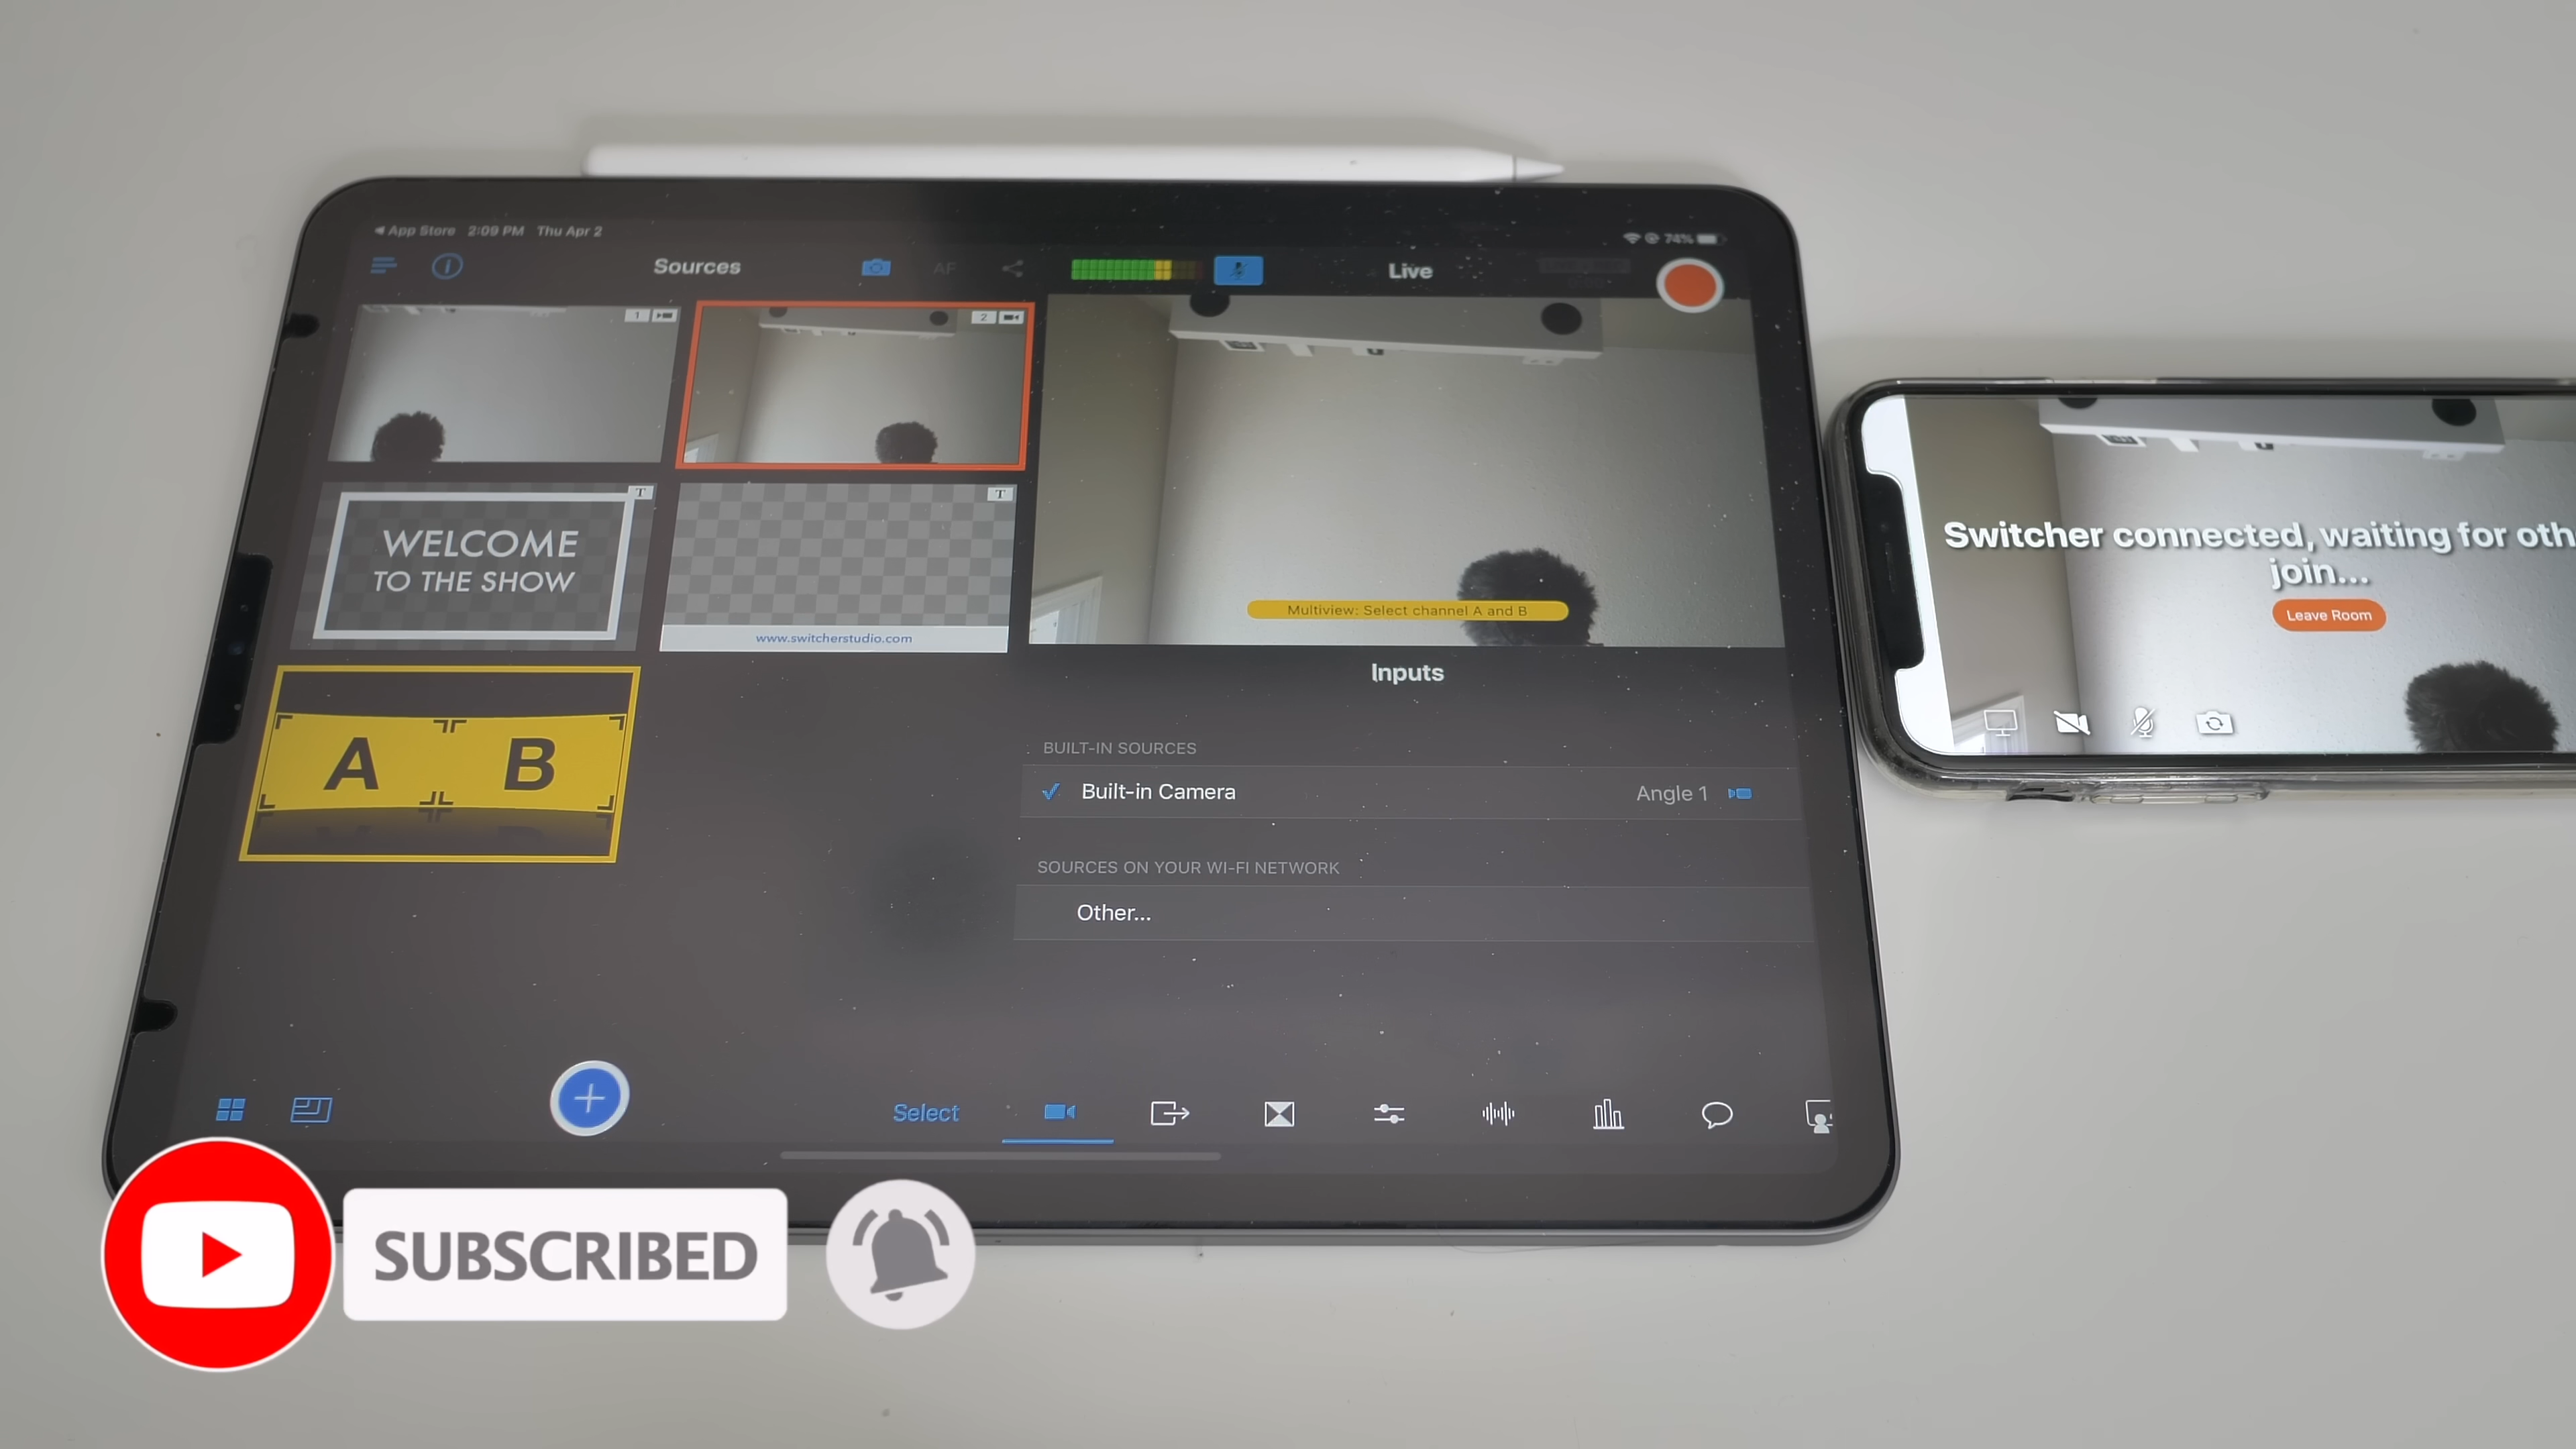 App Store 2:09 PM Thu Apr 2
74%
Sources
AF
Live
1
2
T
WELCOME
TO THE SHOW
T
www.switcherstudio.com
Multiview: Select channel A and B
A B
Inputs
BUILT-IN SOURCES
Built-in Camera Angle 1
SOURCES ON YOUR WI-FI NETWORK
Other...
Select
Switcher connected, waiting for oth
join...
Leave Room
SUBSCRIBED